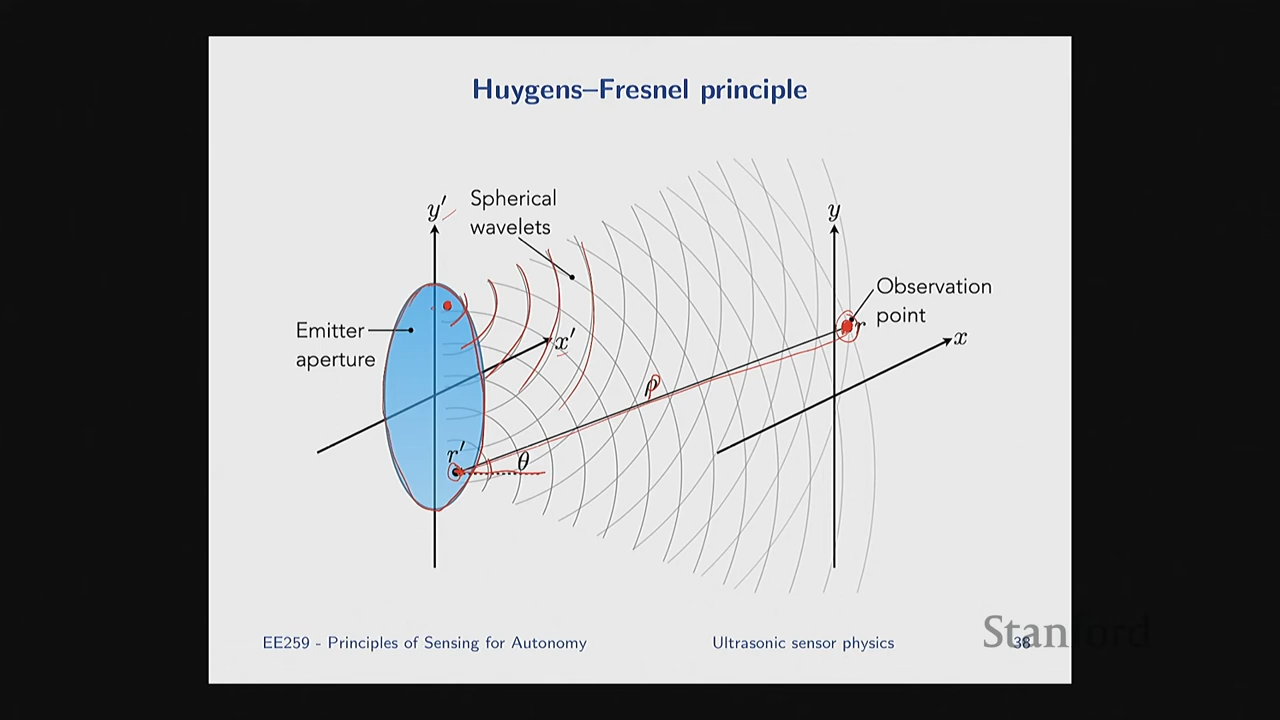 Huygens–Fresnel principle
y′
Spherical
wavelets
y
Observation
point
r
Emitter
aperture
x′
x
ρ
r′
θ
EE259 - Principles of Sensing for Autonomy
Ultrasonic sensor physics
38
Stanford